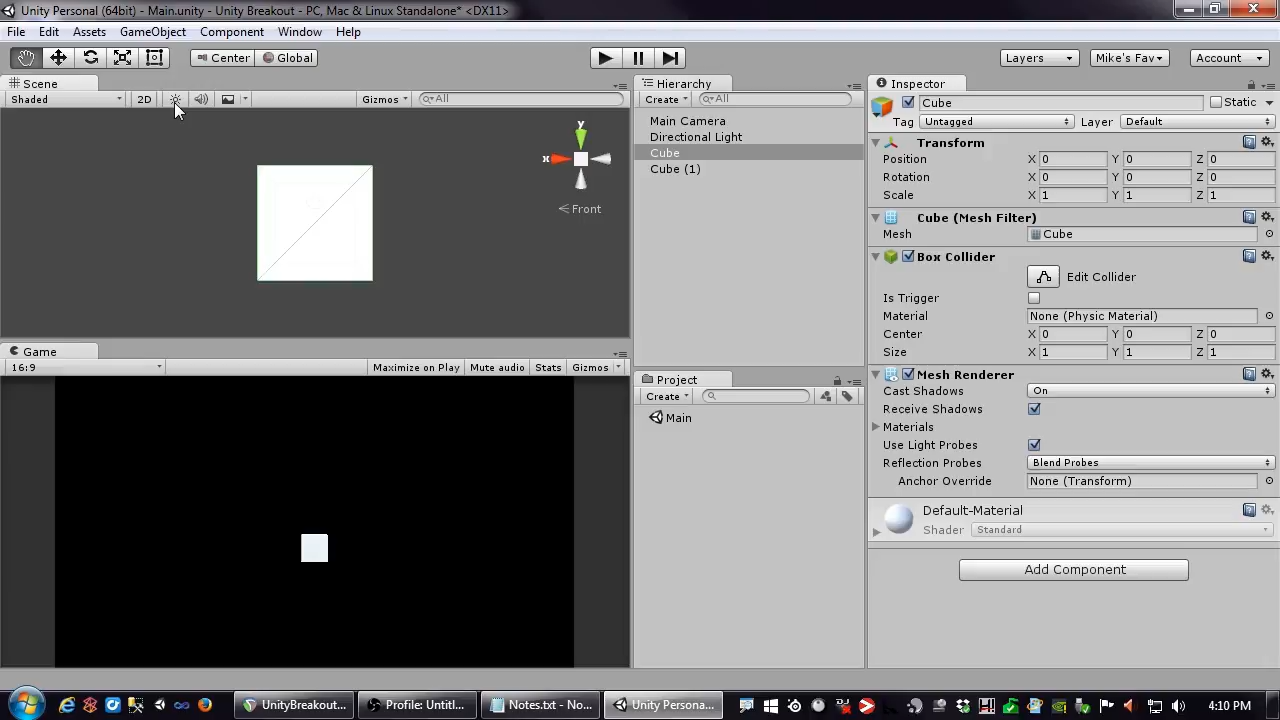 Unity Personal (64bit) - Main.unity - Cubity Breakout - PC, Mac & Linux Standalone* <DX11>
File Edit Assets GameObject Component Window Help
Center Global Layers Mike's Fav Account
Scene
Shaded 2D Gizmos All
y
x
Front
Game
16:9 Maximize on Play Mute audio Stats Gizmos
Hierarchy
Create All
Main Camera
Directional Light
Cube
Cube (1)
Project
Create
Main
Inspector
Cube Static
Tag Untagged Layer Default
Transform
Position X 0 Y 0 Z 0
Rotation X 0 Y 0 Z 0
Scale X 1 Y 1 Z 1
Cube (Mesh Filter)
Mesh Cube
Box Collider
Edit Collider
Is Trigger
Material None (Physic Material)
Center X 0 Y 0 Z 0
Size X 1 Y 1 Z 1
Mesh Renderer
Cast Shadows On
Receive Shadows
Materials
Use Light Probes
Reflection Probes Blend Probes
Anchor Override None (Transform)
Default-Material
Shader Standard
Add Component
UnityBreakout... Profile: Untitl... Notes.txt - No... Unity Persona... 4:10 PM